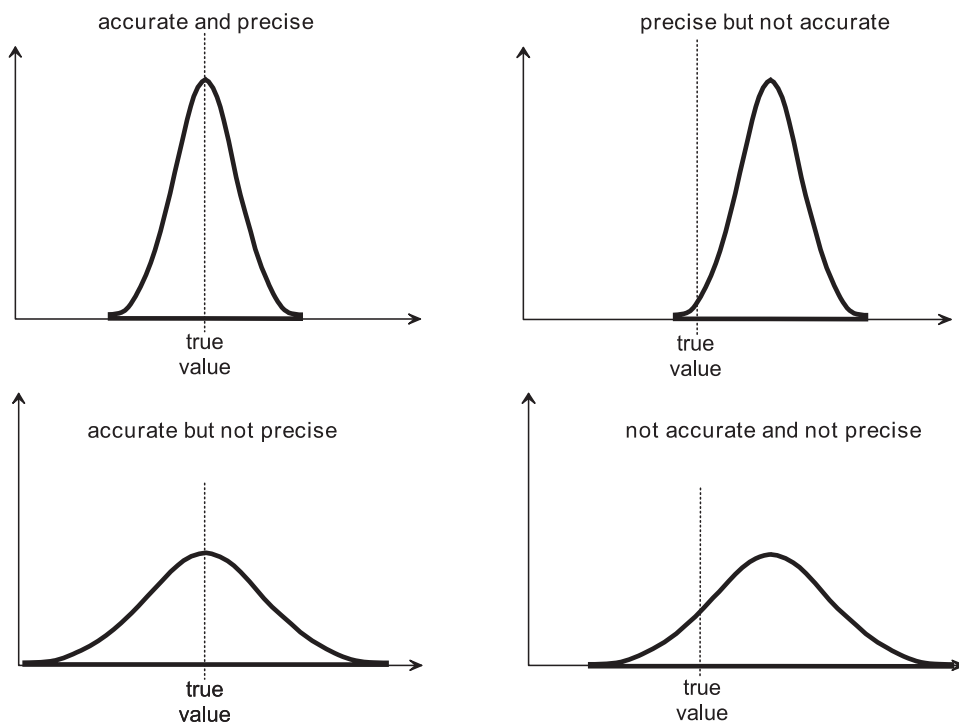 accurate and precise
precise but not accurate
true
value
true
value
accurate but not precise
not accurate and not precise
true
value
true
value